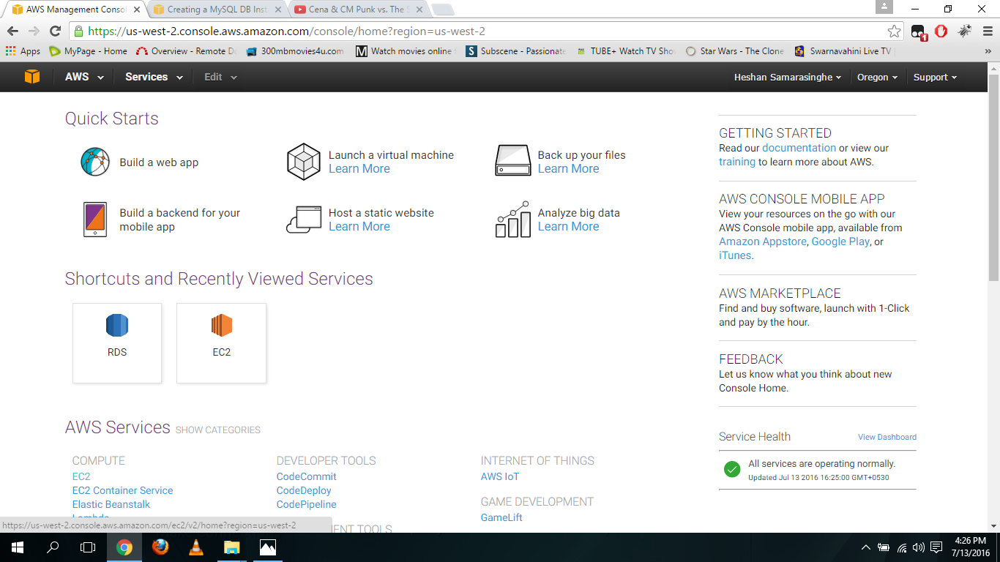 AWS Management Conso
Creating a MySQL DB Inst
Cena & CM Punk vs. The S
https://us-west-2.console.aws.amazon.com/console/home?region=us-west-2
1
Apps
MyPage - Home
Overview - Remote D
300mbmovies4u.com
Watch movies online
Subscene - Passionate
TUBE+ Watch TV Sho
Star Wars - The Clone
Swarnavahini Live TV
»
AWS
Services
Edit
Heshan Samarasinghe
Oregon
Support
Quick Starts
Build a web app
Launch a virtual machine
Learn More
Back up your files
Learn More
Build a backend for your
mobile app
Host a static website
Learn More
Analyze big data
Learn More
Shortcuts and Recently Viewed Services
RDS
EC2
AWS Services SHOW CATEGORIES
COMPUTE
EC2
EC2 Container Service
Elastic Beanstalk
Lambda
DEVELOPER TOOLS
CodeCommit
CodeDeploy
CodePipeline
ENT TOOLS
INTERNET OF THINGS
AWS IoT
GAME DEVELOPMENT
GameLift
GETTING STARTED
Read our documentation or view our
training to learn more about AWS.
AWS CONSOLE MOBILE APP
View your resources on the go with our
AWS Console mobile app, available from
Amazon Appstore, Google Play, or
iTunes.
AWS MARKETPLACE
Find and buy software, launch with 1-Click
and pay by the hour.
FEEDBACK
Let us know what you think about new
Console Home.
Service Health
View Dashboard
All services are operating normally.
Updated Jul 13 2016 16:25:00 GMT+0530
https://us-west-2.console.aws.amazon.com/ec2/v2/home?region=us-west-2
4:26 PM
7/13/2016